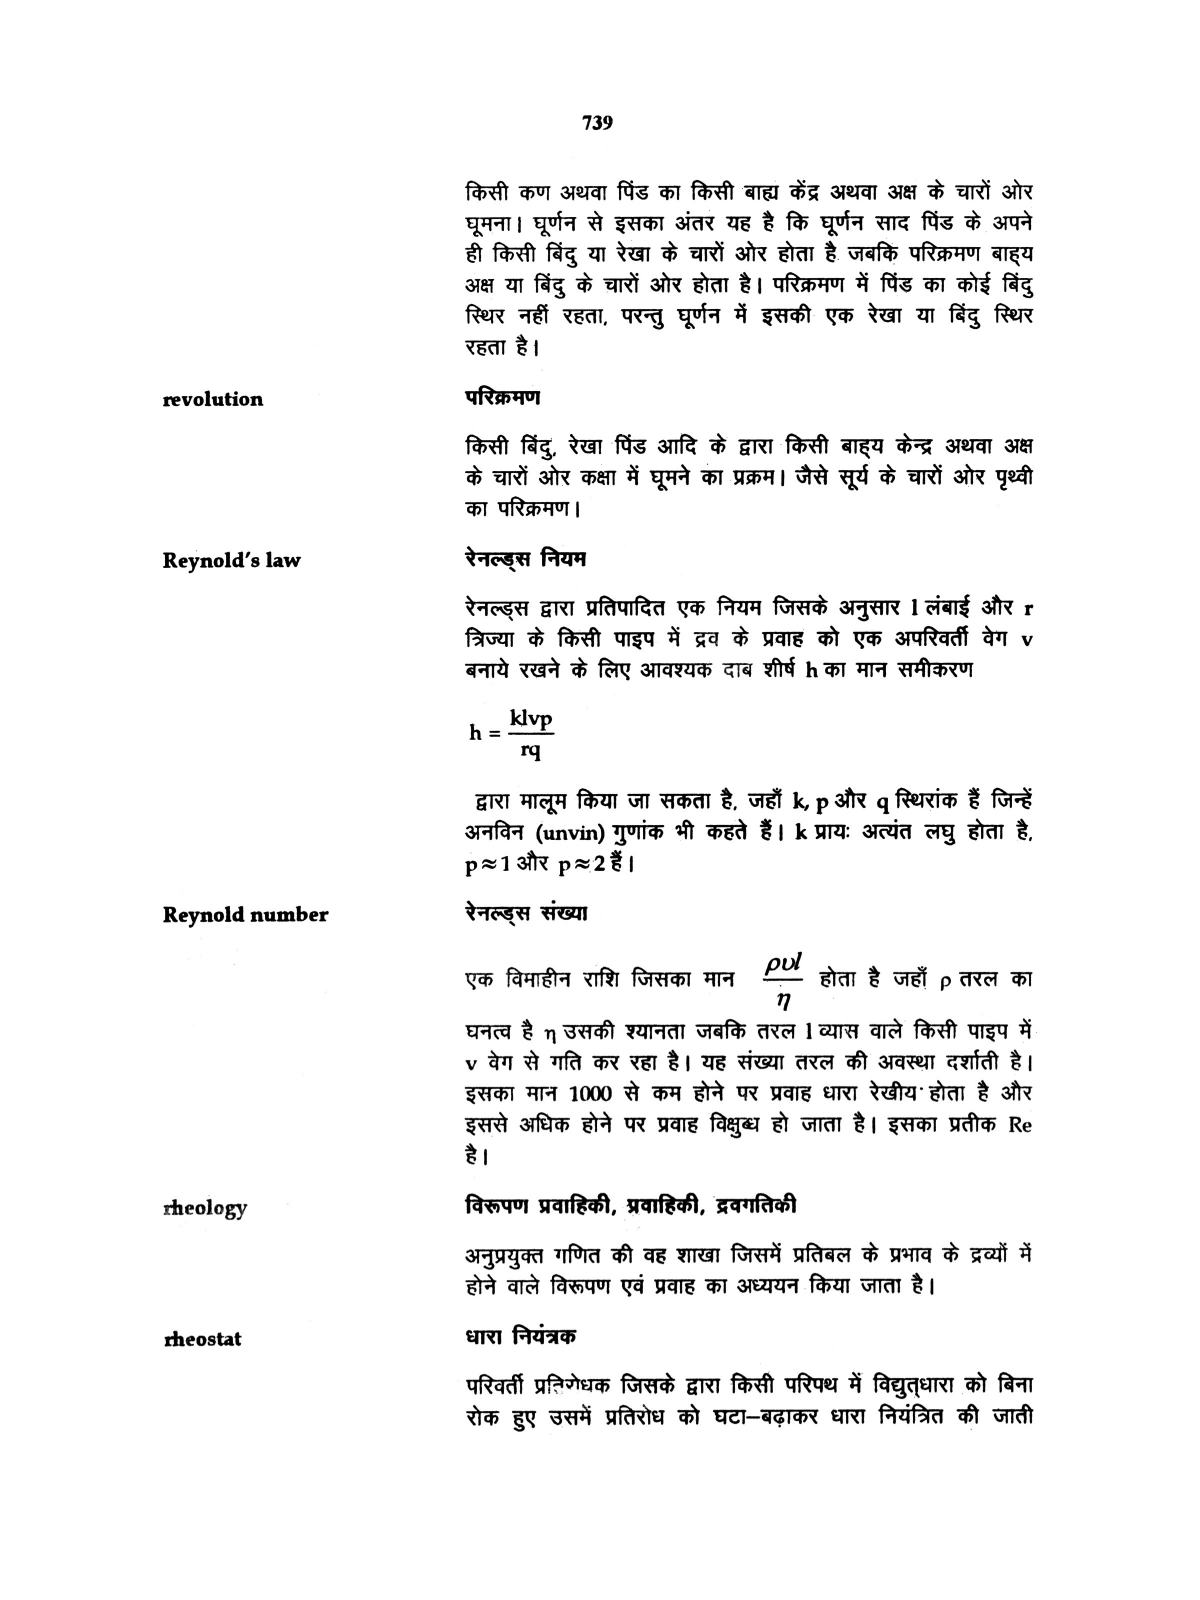 739
किसी कण अथवा पिंड का किसी बाह्य केंद्र अथवा अक्ष के चारों ओर
घूमना। घूर्णन से इसका अंतर यह है कि घूर्णन साद पिंड के अपने
ही किसी बिंदु या रेखा के चारों ओर होता है जबकि परिक्रमण बाह्य
अक्ष या बिंदु के चारों ओर होता है। परिक्रमण में पिंड का कोई बिंदु
स्थिर नहीं रहता, परन्तु घूर्णन में इसकी एक रेखा या बिंदु स्थिर
रहता है।
revolution परिक्रमण
किसी बिंदु, रेखा पिंड आदि के द्वारा किसी बाह्य केन्द्र अथवा अक्ष
के चारों ओर कक्षा में घूमने का प्रक्रम। जैसे सूर्य के चारों ओर पृथ्वी
का परिक्रमण।
Reynold's law रेनल्ड्स नियम
रेनल्ड्स द्वारा प्रतिपादित एक नियम जिसके अनुसार l लंबाई और r
त्रिज्या के किसी पाइप में द्रव के प्रवाह को एक अपरिवर्ती वेग v
बनाये रखने के लिए आवश्यक दाब शीर्ष h का मान समीकरण
h = klvp / rq
द्वारा मालूम किया जा सकता है, जहाँ k, p और q स्थिरांक हैं जिन्हें
अनविन (unvin) गुणांक भी कहते हैं। k प्रायः अत्यंत लघु होता है,
p≈1 और p≈2 हैं।
Reynold number रेनल्ड्स संख्या
एक विमाहीन राशि जिसका मान ρυl / η होता है जहाँ ρ तरल का
घनत्व है η उसकी श्यानता जबकि तरल l व्यास वाले किसी पाइप में
v वेग से गति कर रहा है। यह संख्या तरल की अवस्था दर्शाती है।
इसका मान 1000 से कम होने पर प्रवाह धारा रेखीय होता है और
इससे अधिक होने पर प्रवाह विक्षुब्ध हो जाता है। इसका प्रतीक Re
है।
rheology विरूपण प्रवाहिकी, प्रवाहिकी, द्रवगतिकी
अनुप्रयुक्त गणित की वह शाखा जिसमें प्रतिबल के प्रभाव के द्रव्यों में
होने वाले विरूपण एवं प्रवाह का अध्ययन किया जाता है।
rheostat धारा नियंत्रक
परिवर्ती प्रतिरोधक जिसके द्वारा किसी परिपथ में विद्युत्धारा को बिना
रोक हुए उसमें प्रतिरोध को घटा–बढ़ाकर धारा नियंत्रित की जाती